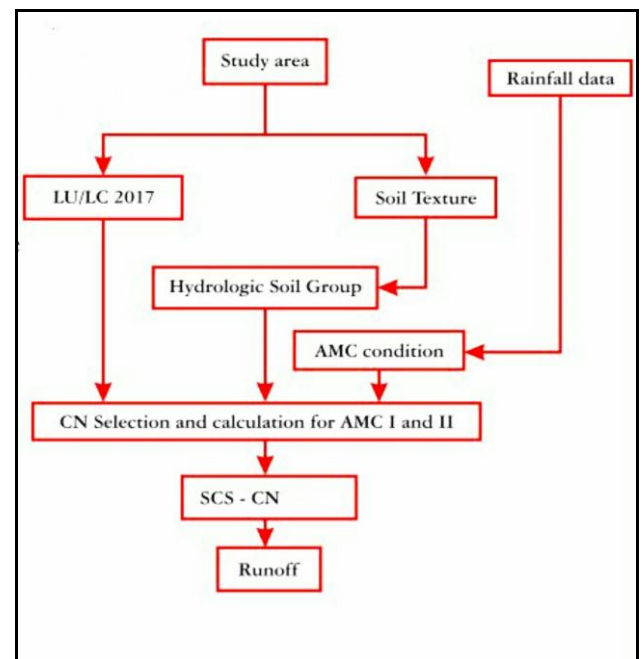 Study area
Rainfall data
LU/LC 2017
Soil Texture
Hydrologic Soil Group
AMC condition
CN Selection and calculation for AMC I and II
SCS - CN
Runoff